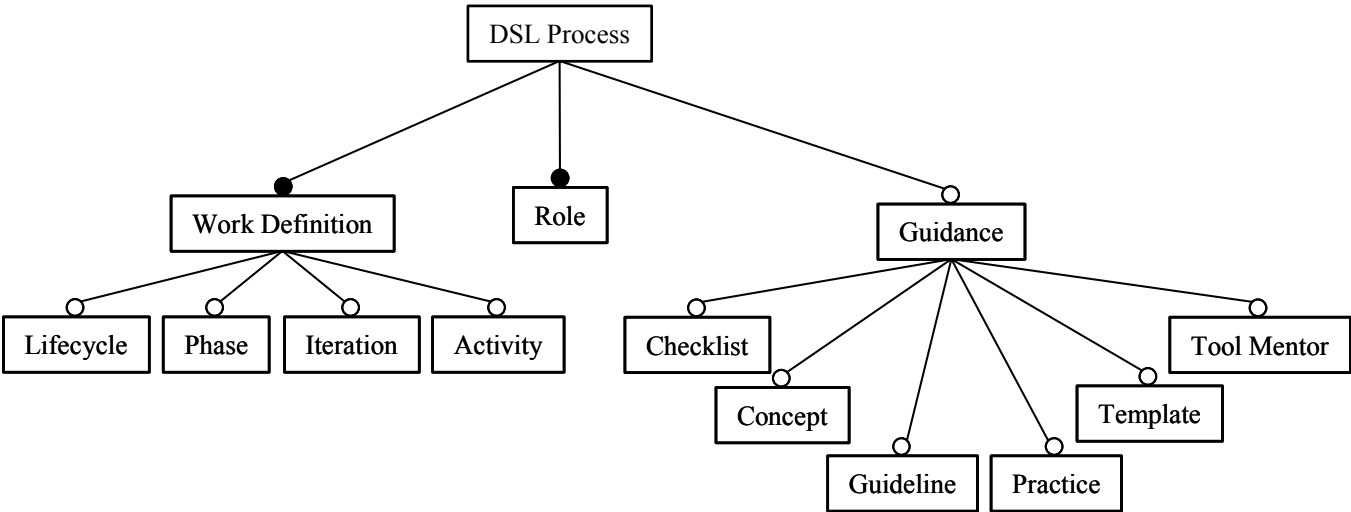 DSL Process
Work Definition
Role
Guidance
Lifecycle
Phase
Iteration
Activity
Checklist
Concept
Guideline
Practice
Template
Tool Mentor